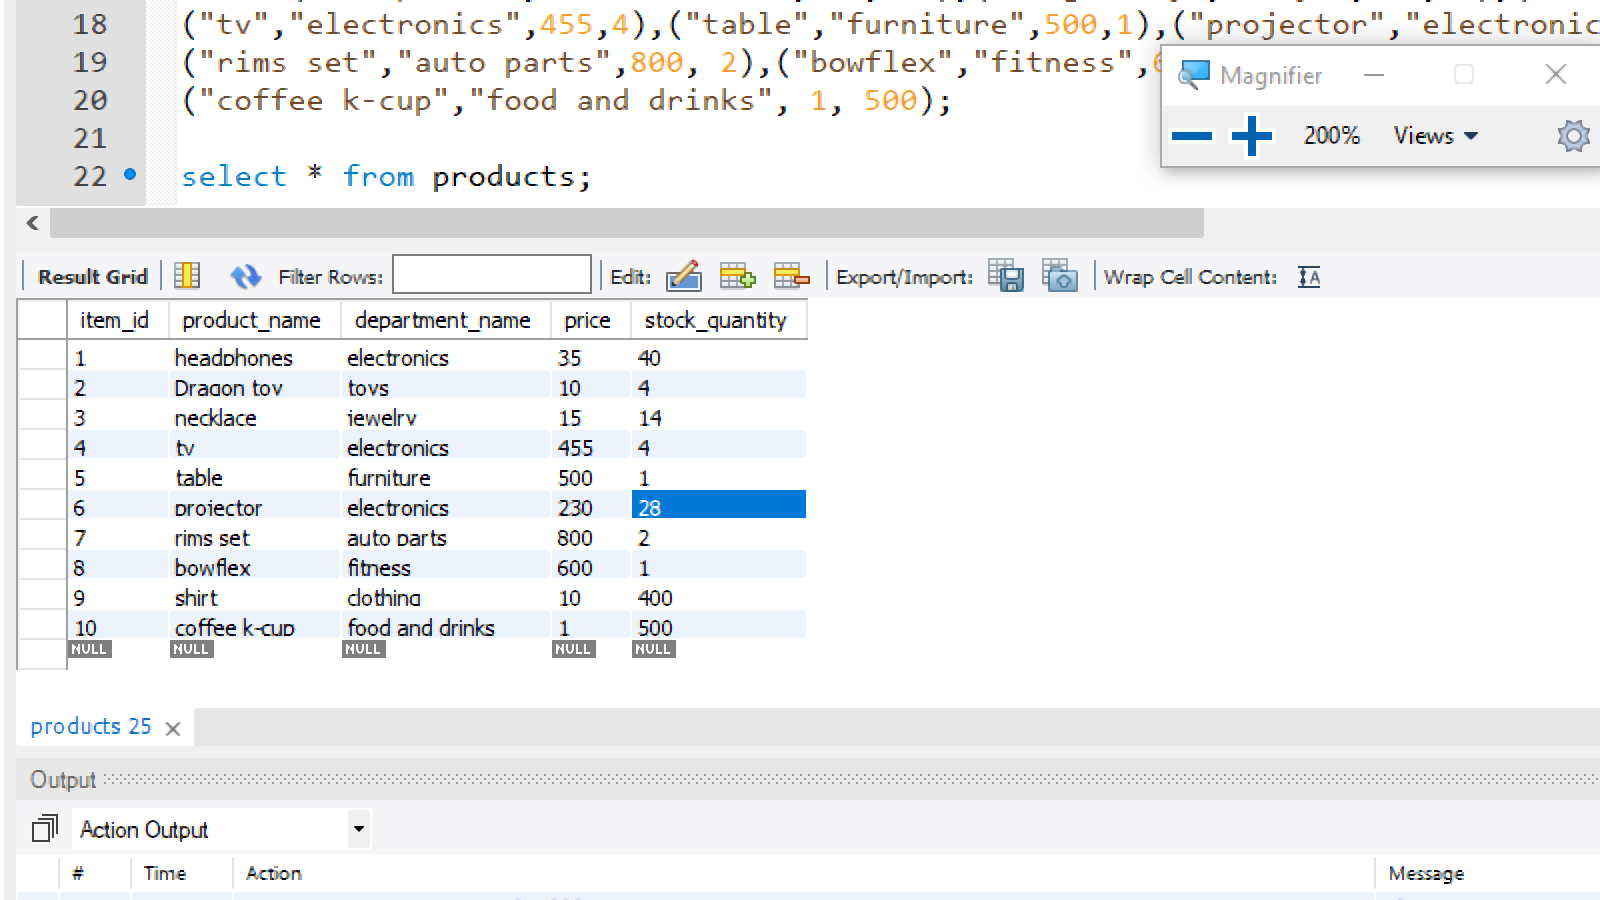 18 ("tv","electronics",455,4),("table","furniture",500,1),("projector","electronic
19 ("rims set","auto parts",800, 2),("bowflex","fitness",
20 ("coffee k-cup","food and drinks", 1, 500);
21
22 select * from products;
Magnifier
200% Views
Result Grid Filter Rows: Edit: Export/Import: Wrap Cell Content:
item_id product_name department_name price stock_quantity
1 headphones electronics 35 40
2 Dragon toy toys 10 4
3 necklace jewelry 15 14
4 tv electronics 455 4
5 table furniture 500 1
6 projector electronics 230 28
7 rims set auto parts 800 2
8 bowflex fitness 600 1
9 shirt clothing 10 400
10 coffee k-cup food and drinks 1 500
NULL NULL NULL NULL NULL
products 25
Output
Action Output
# Time Action Message